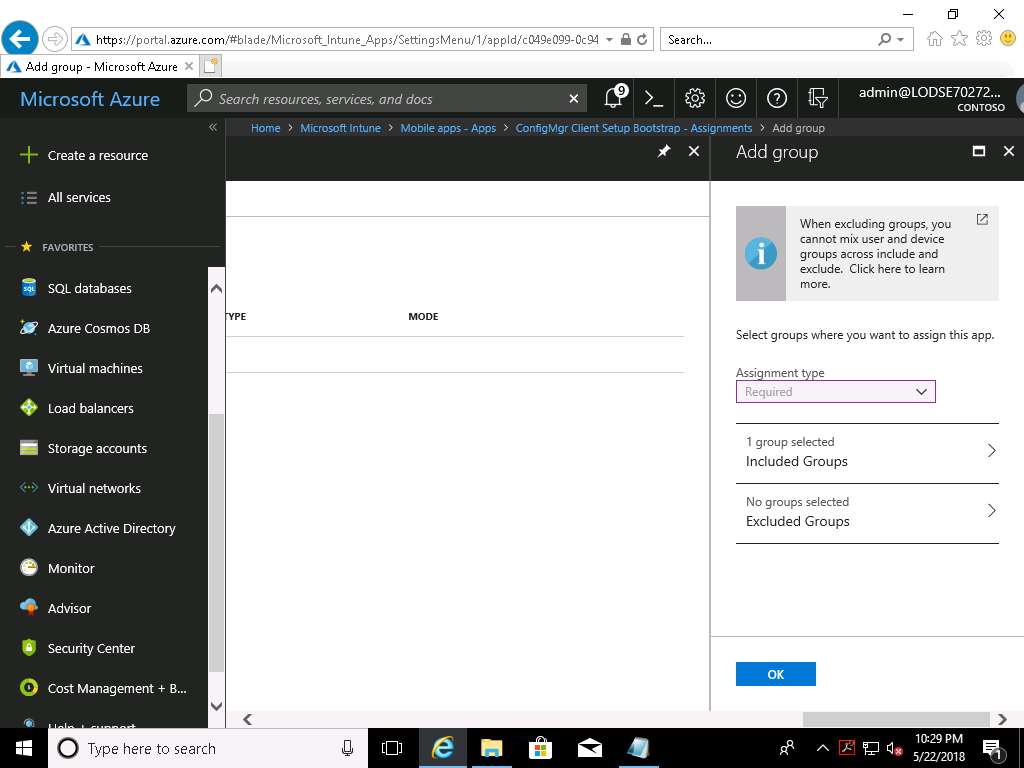 https://portal.azure.com/#blade/Microsoft_Intune_Apps/SettingsMenu/1/appId/c049e099-0c94
Search...
Add group - Microsoft Azure
Microsoft Azure
Search resources, services, and docs
9
admin@LODSE70272...
CONTOSO
Home > Microsoft Intune > Mobile apps - Apps > ConfigMgr Client Setup Bootstrap - Assignments > Add group
Create a resource
All services
FAVORITES
SQL databases
Azure Cosmos DB
Virtual machines
Load balancers
Storage accounts
Virtual networks
Azure Active Directory
Monitor
Advisor
Security Center
Cost Management + B...
Help + support
TYPE
MODE
Add group
When excluding groups, you
cannot mix user and device
groups across include and
exclude. Click here to learn
more.
Select groups where you want to assign this app.
Assignment type
Required
1 group selected
Included Groups
No groups selected
Excluded Groups
OK
Type here to search
10:29 PM
5/22/2018
1